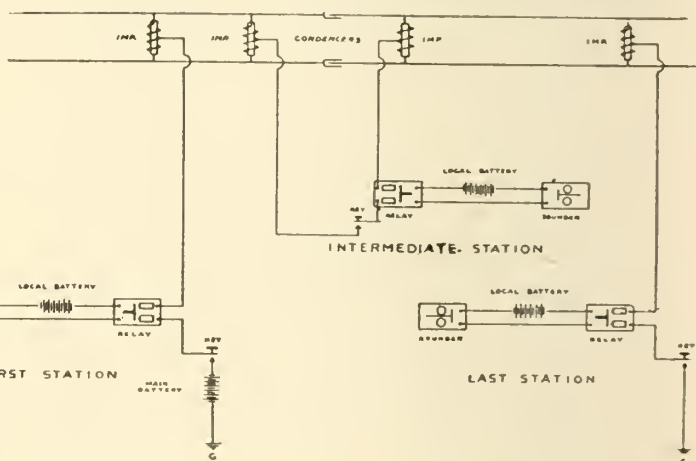 IMP. IMP. CONDENCERS IMP IMP.
LOCAL BATTERY
KEY
RELAY
SOUNDER
INTERMEDIATE- STATION
LOCAL BATTERY
LOCAL BATTERY
RELAY
KEY
SOUNDER
RELAY
KEY
RST STATION
MAIN
BATTERY
LAST STATION
G